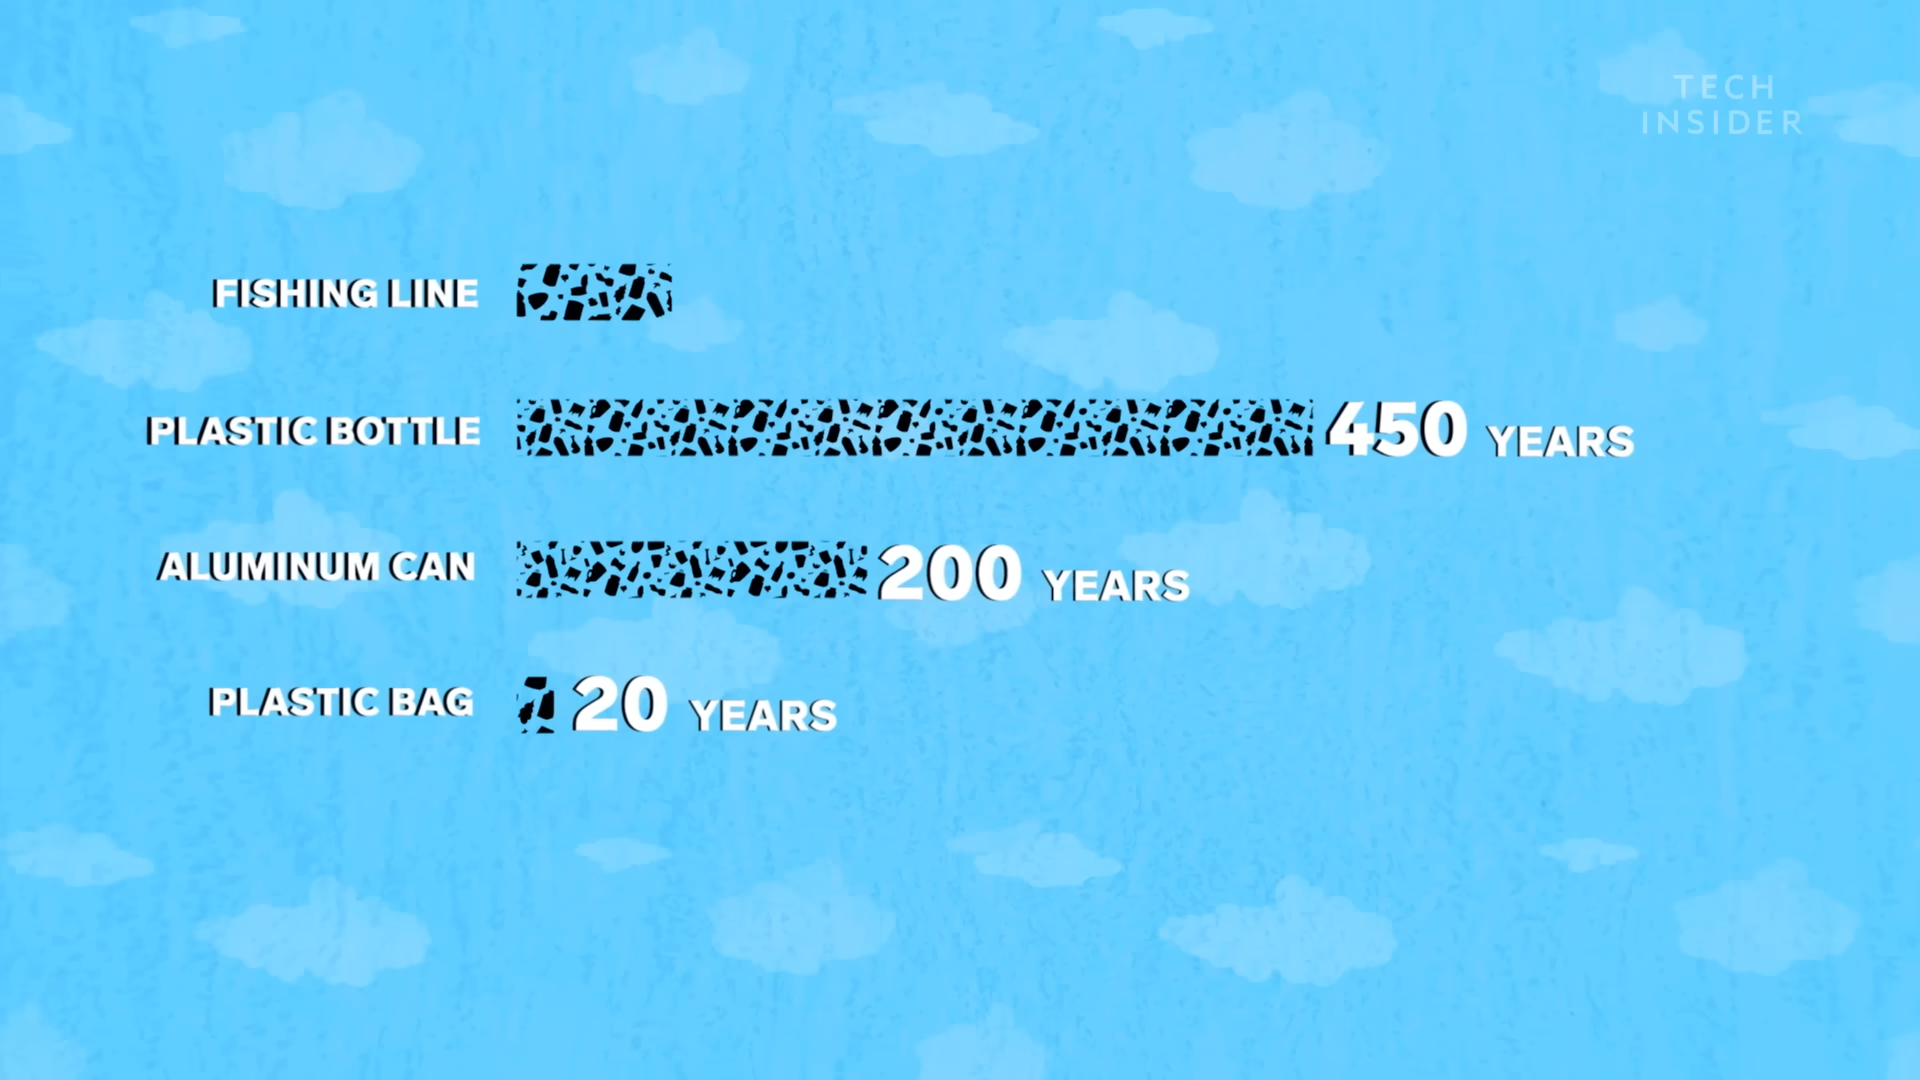 TECH
INSIDER
FISHING LINE
PLASTIC BOTTLE 450 YEARS
ALUMINUM CAN 200 YEARS
PLASTIC BAG 20 YEARS